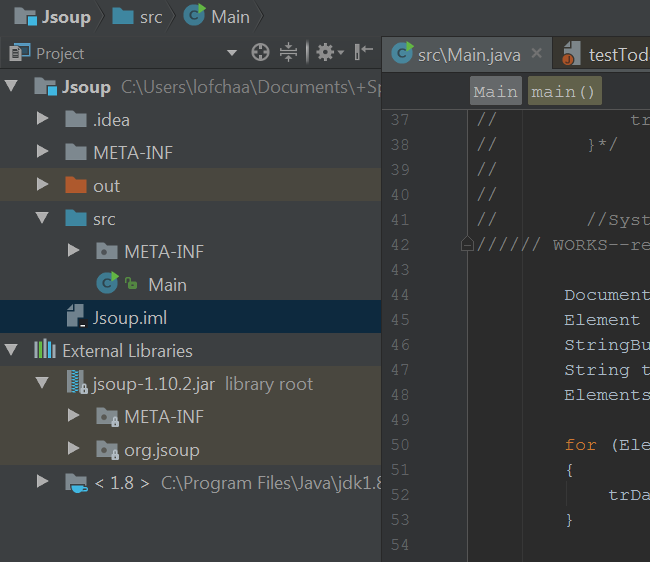 Jsoup src Main
Project
Jsoup C:\Users\lofchaa\Documents\+Sp
.idea
META-INF
out
src
META-INF
Main
Jsoup.iml
External Libraries
jsoup-1.10.2.jar library root
META-INF
org.jsoup
< 1.8 > C:\Program Files\Java\jdk1.8
src\Main.java testTod
Main main()
37 // tr
38 // }*/
39 //
40 //
41 // //Syst
42 ////// WORKS--re
43
44 Document
45 Element
46 StringBu
47 String t
48 Elements
49
50 for (Ele
51 {
52 trDa
53 }
54